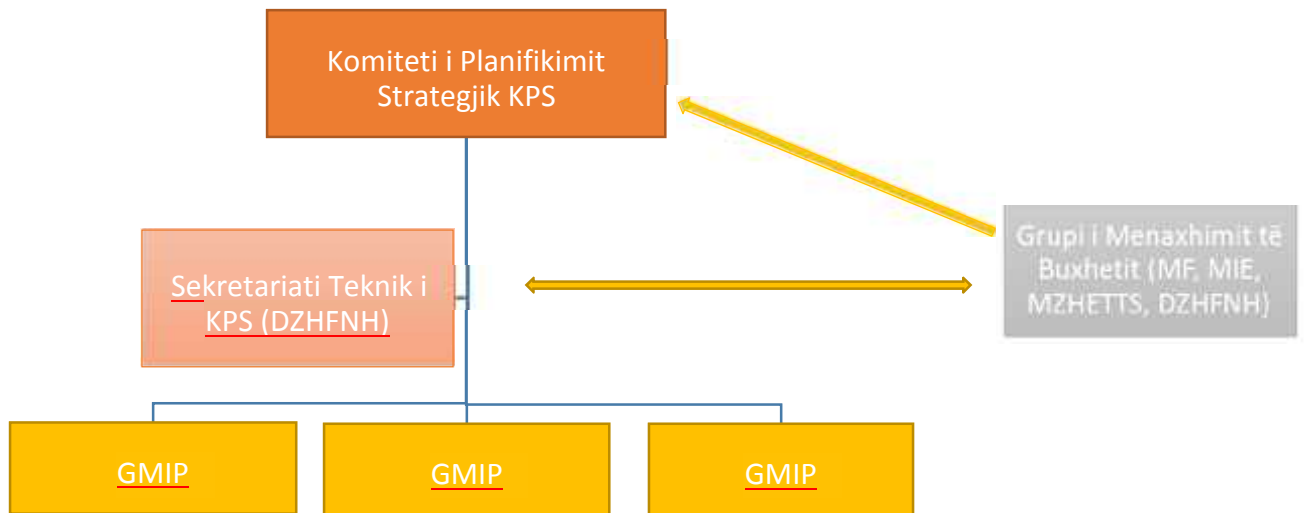 Komiteti i Planifikimit
Strategjik KPS
Sekretariati Teknik i
KPS (DZHFNH)
Grupi i Menaxhimit të
Buxhetit (MF, MIE,
MZHETTS, DZHFNH)
GMIP
GMIP
GMIP